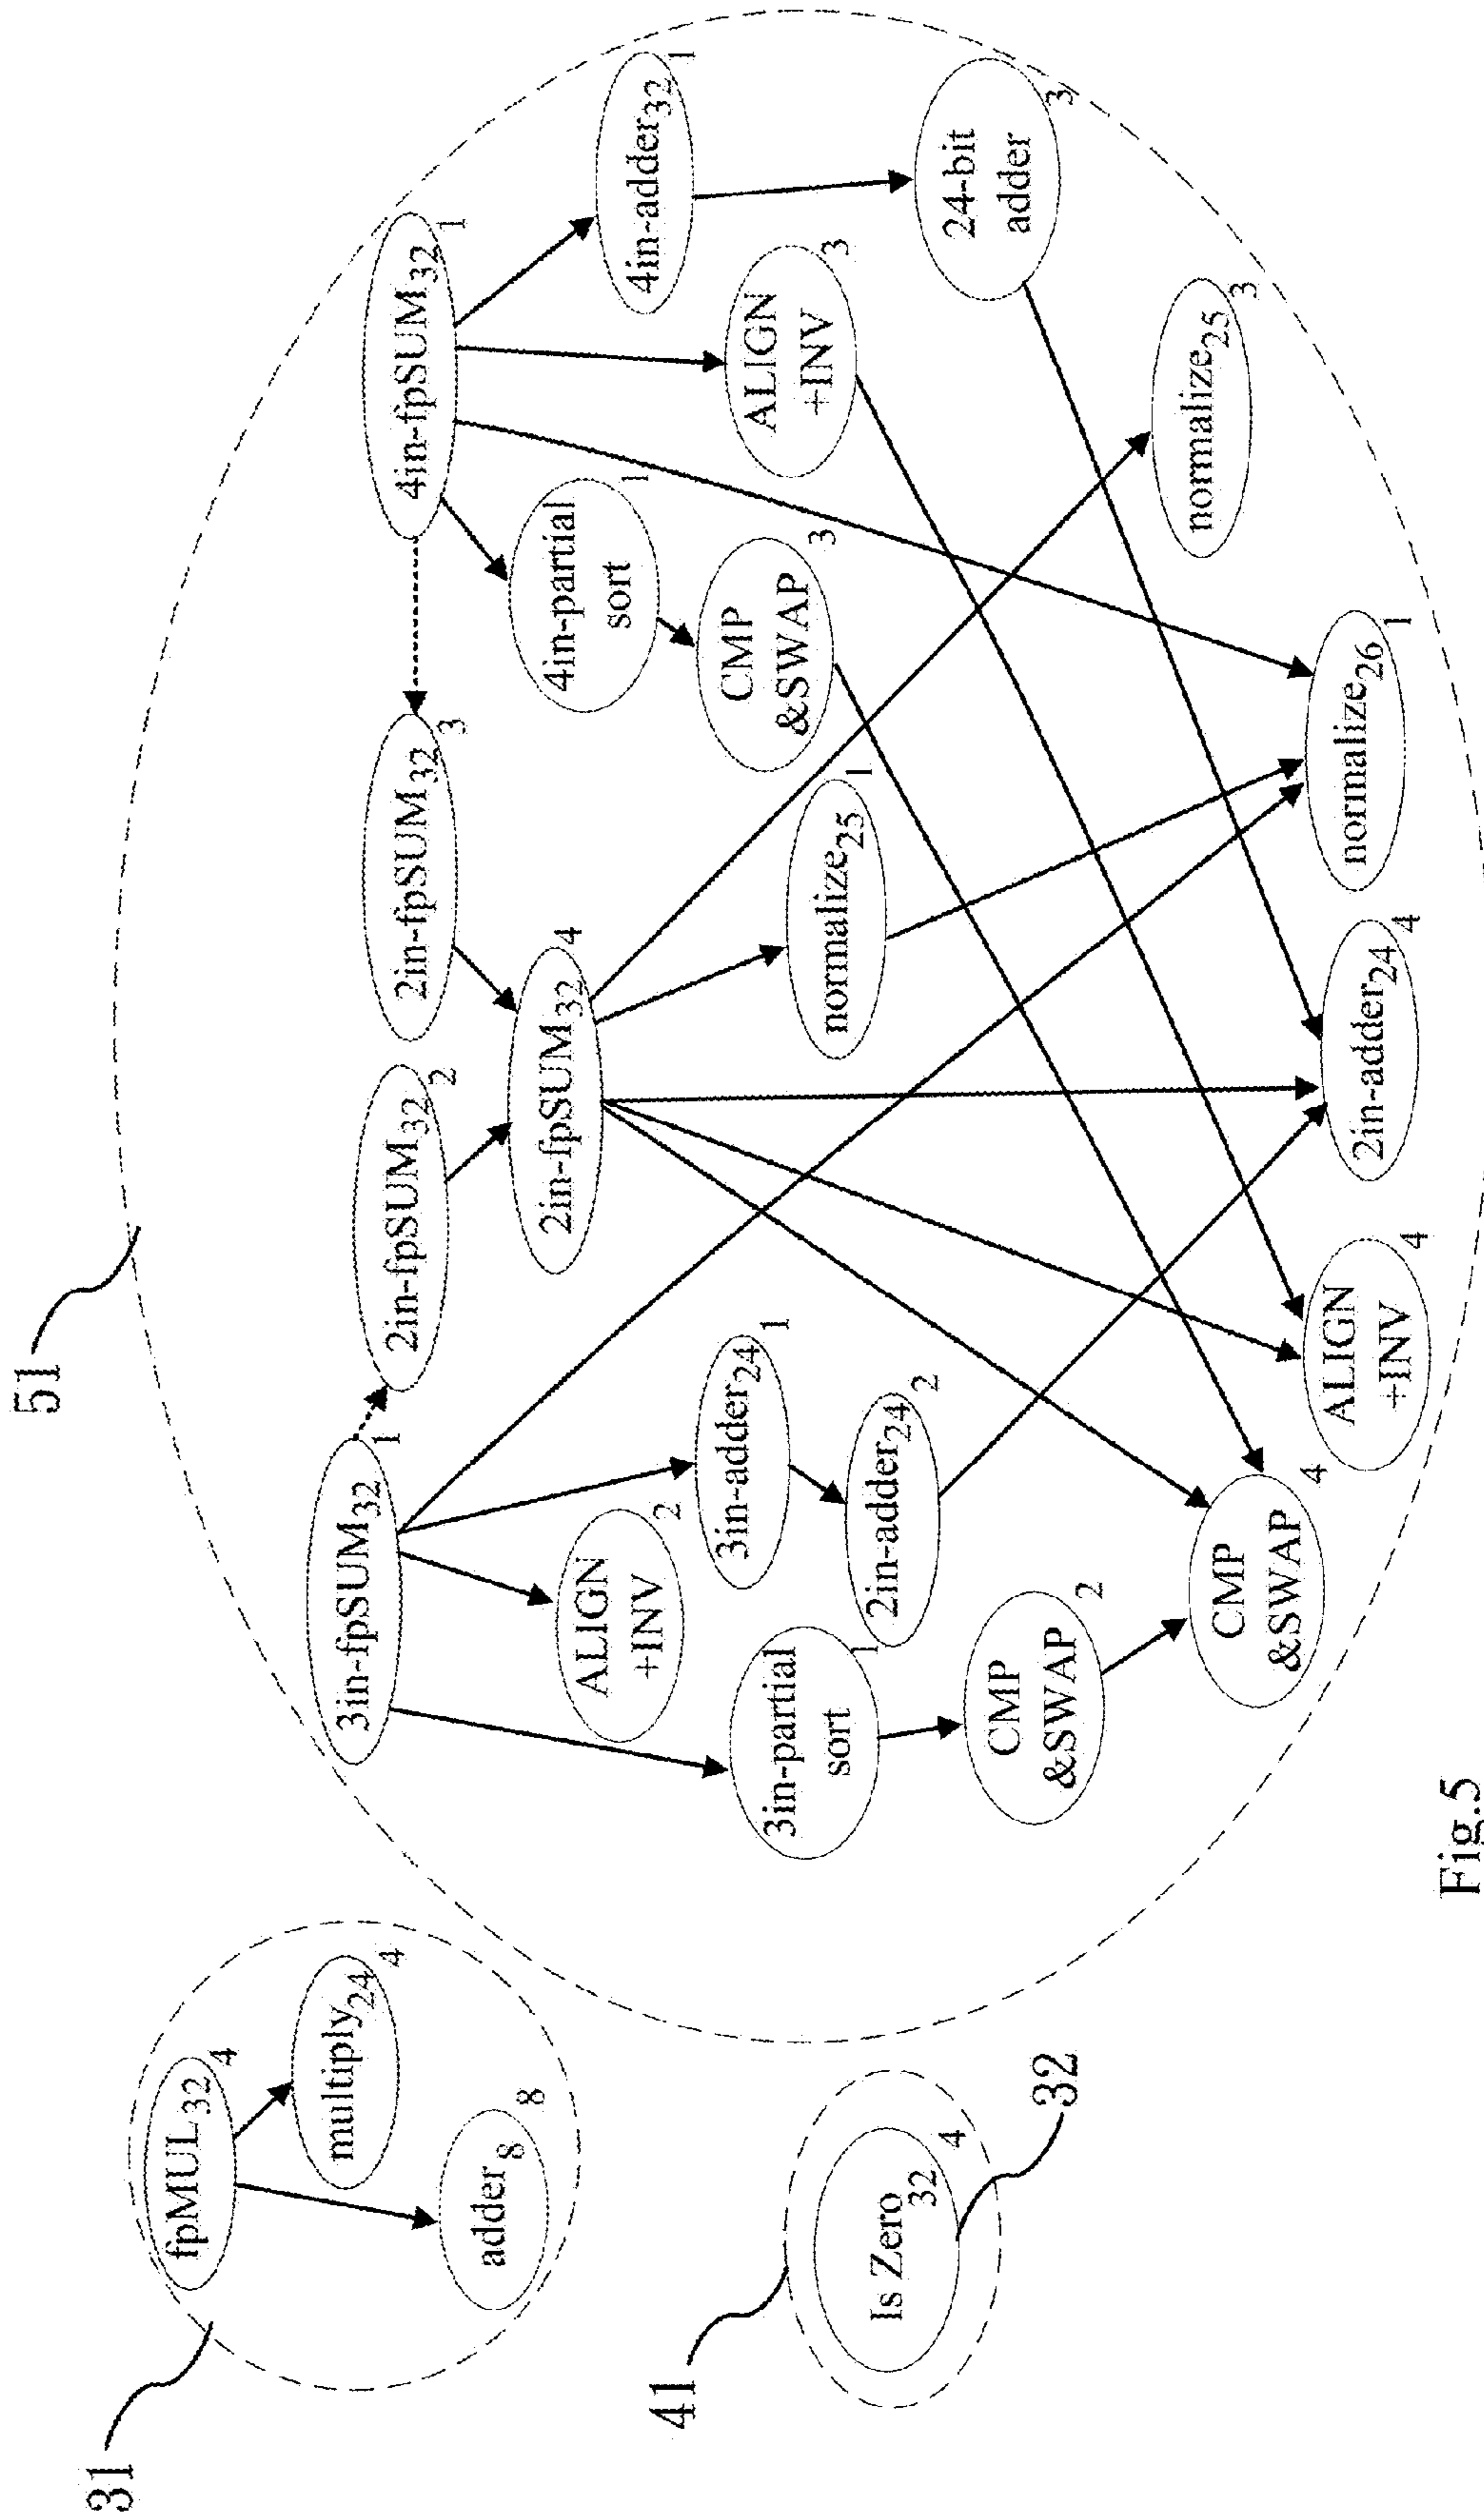 31
fpMUL32 4
multiply24 4
adder8 8
41
Is Zero32 4
32
51
3in-fpSUM32 1
2in-fpSUM32 2
2in-fpSUM32 3
4in-fpSUM32 1
2in-fpSUM32 4
ALIGN
+INV 2
3in-adder24 1
4in-partial
sort 1
4in-adder32 1
3in-partial
sort 1
2in-adder24 2
CMP
&SWAP 3
ALIGN
+INV 3
normalize25 1
24-bit
adder 3
CMP
&SWAP 2
normalize25 3
CMP
&SWAP 4
ALIGN
+INV 4
2in-adder24 4
normalize26 1
Fig.5